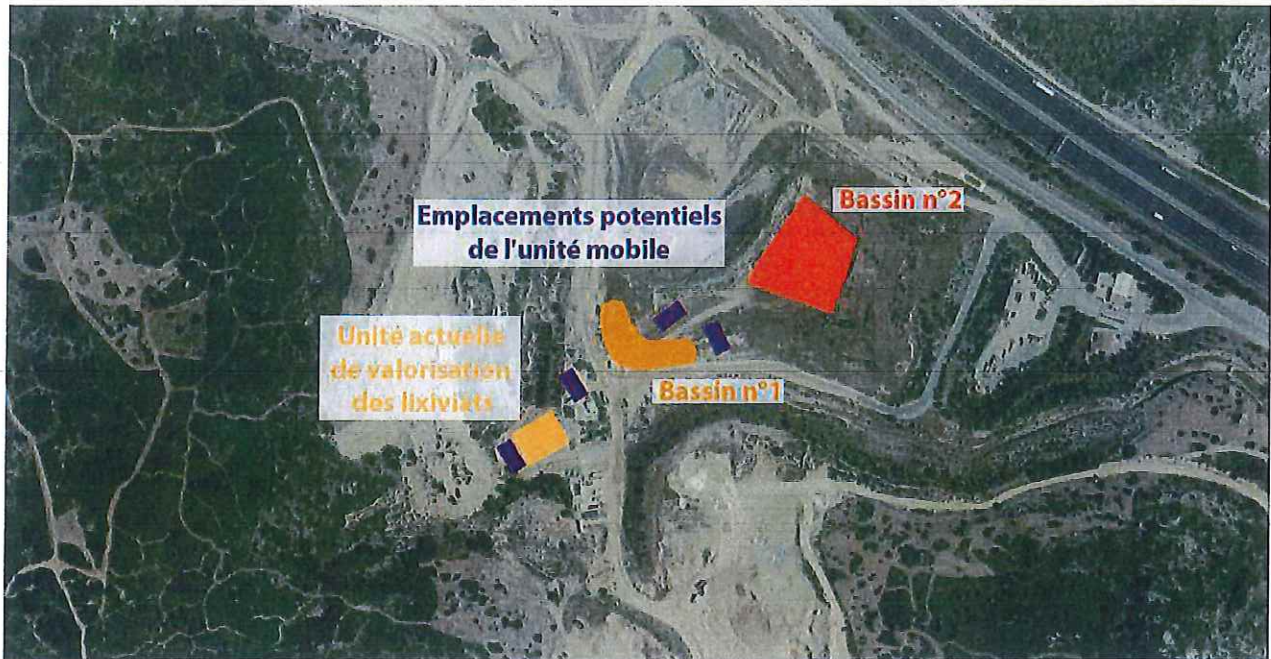 Bassin n°2
Emplacements potentiels
de l'unité mobile
Unité actuelle
de valorisation
des lixiviats
Bassin n°1